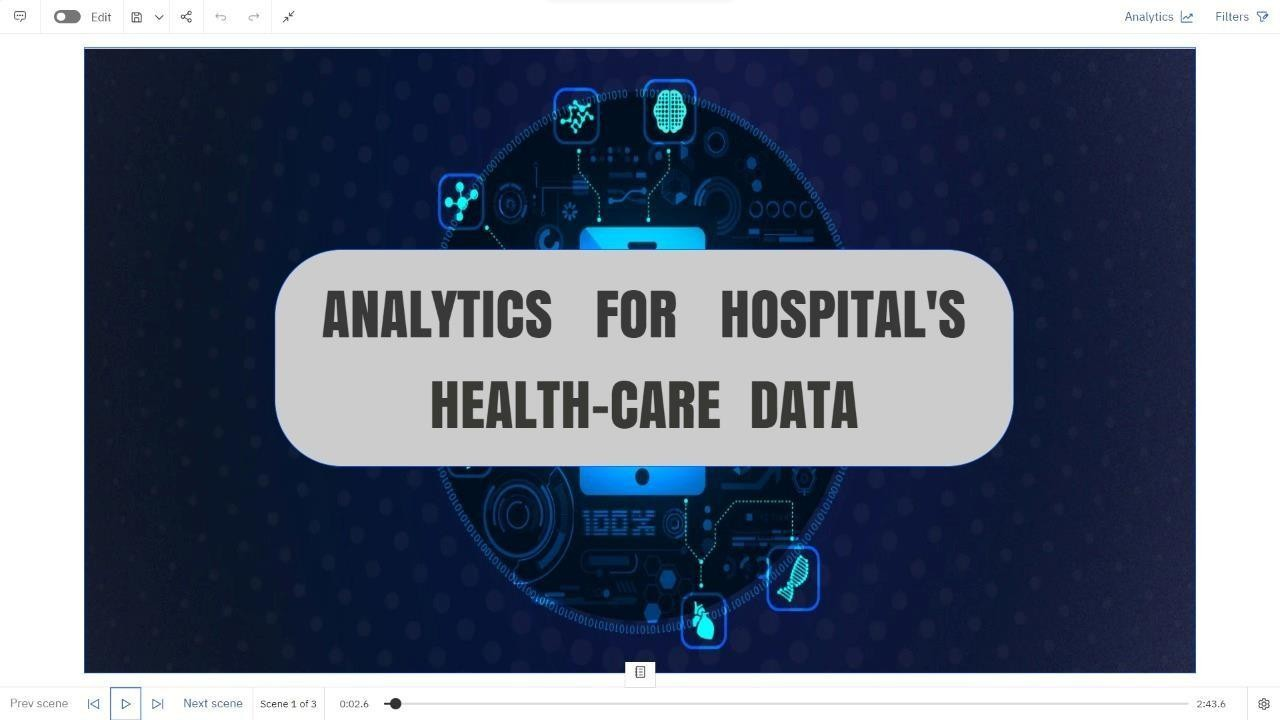 Edit
Analytics
Filters
ANALYTICS FOR HOSPITAL'S
HEALTH-CARE DATA
100%
Prev scene
Next scene
Scene 1 of 3
0:02.6
2:43.6